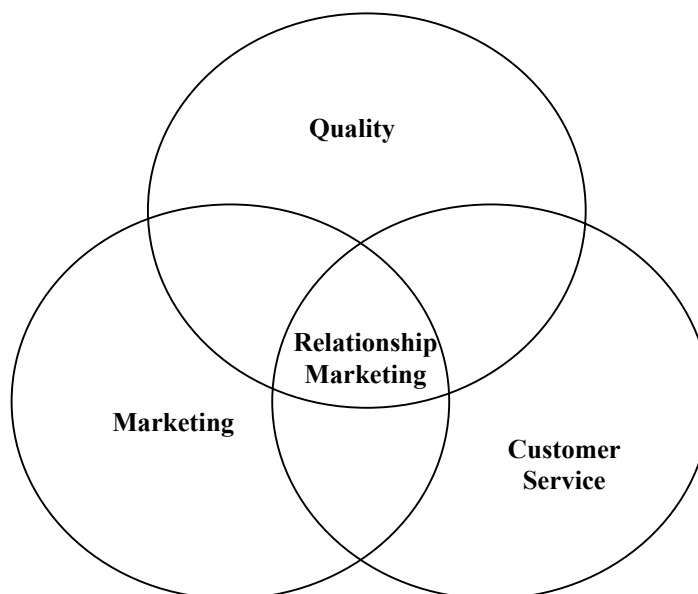 Quality
Relationship
Marketing
Marketing
Customer
Service